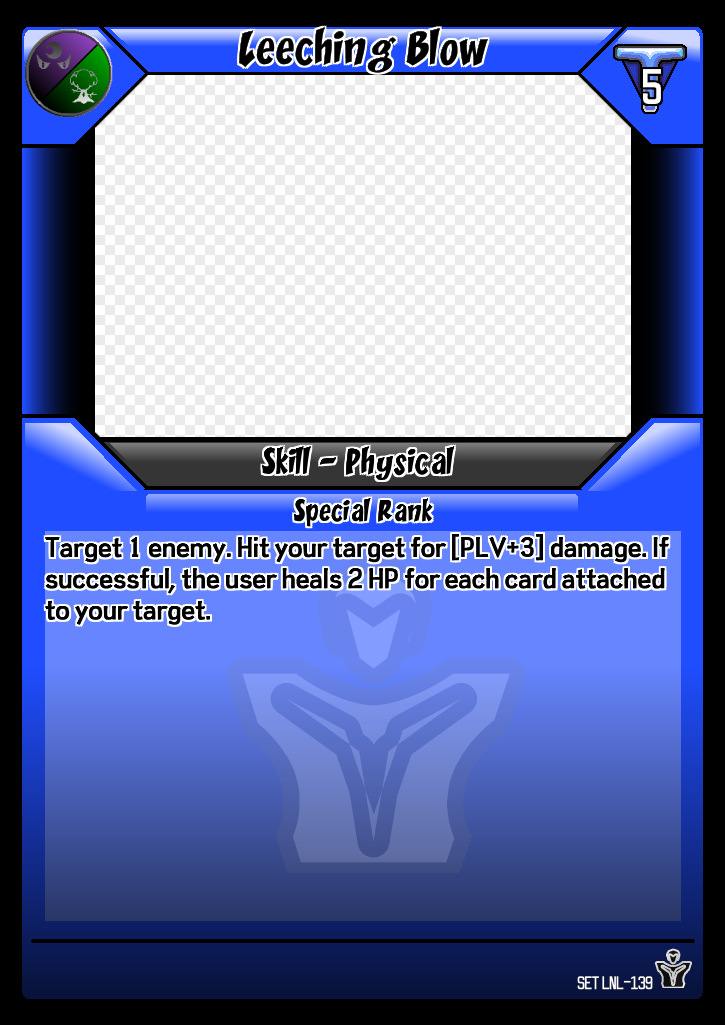 Leeching Blow
5
Skill - Physical
Special Rank
Target 1 enemy. Hit your target for [PLV+3] damage. If
successful, the user heals 2 HP for each card attached
to your target.
SET LNL-139